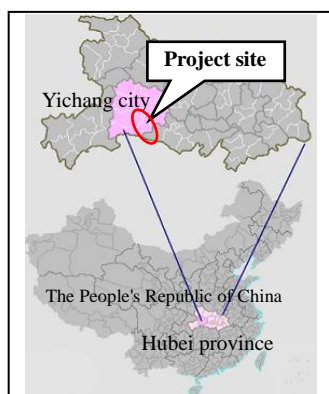 Project site
Yichang city
The People's Republic of China
Hubei province